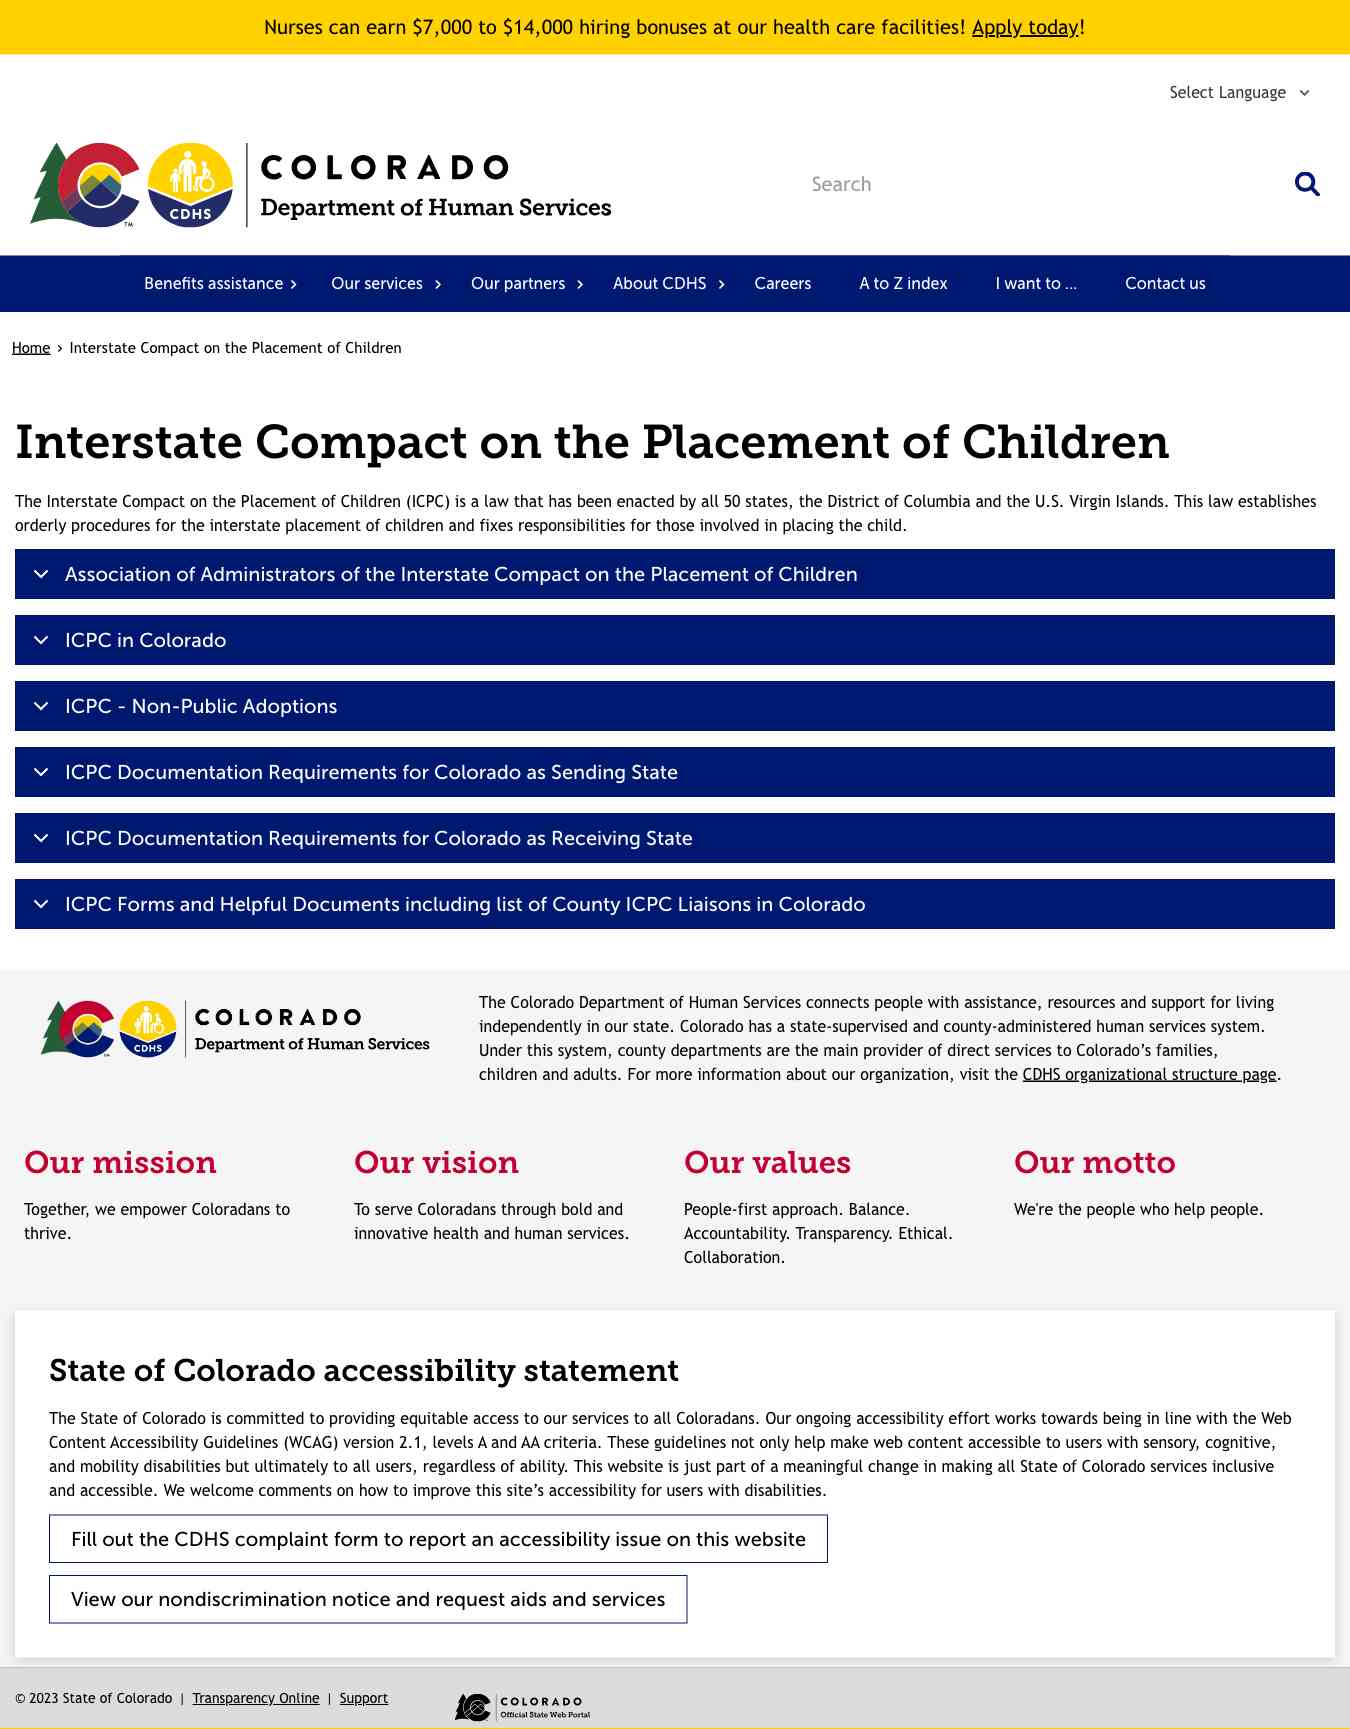 Nurses can earn $7,000 to $14,000 hiring bonuses at our health care facilities! Apply today!
Select Language
CDHS
TM
COLORADO
Department of Human Services
Search
Benefits assistance
Our services
Our partners
About CDHS
Careers
A to Z index
I want to ...
Contact us
Home › Interstate Compact on the Placement of Children
Interstate Compact on the Placement of Children
The Interstate Compact on the Placement of Children (ICPC) is a law that has been enacted by all 50 states, the District of Columbia and the U.S. Virgin Islands. This law establishes
orderly procedures for the interstate placement of children and fixes responsibilities for those involved in placing the child.
Association of Administrators of the Interstate Compact on the Placement of Children
ICPC in Colorado
ICPC - Non-Public Adoptions
ICPC Documentation Requirements for Colorado as Sending State
ICPC Documentation Requirements for Colorado as Receiving State
ICPC Forms and Helpful Documents including list of County ICPC Liaisons in Colorado
CDHS
TM
COLORADO
Department of Human Services
The Colorado Department of Human Services connects people with assistance, resources and support for living
independently in our state. Colorado has a state-supervised and county-administered human services system.
Under this system, county departments are the main provider of direct services to Colorado’s families,
children and adults. For more information about our organization, visit the CDHS organizational structure page.
Our mission
Together, we empower Coloradans to
thrive.
Our vision
To serve Coloradans through bold and
innovative health and human services.
Our values
People-first approach. Balance.
Accountability. Transparency. Ethical.
Collaboration.
Our motto
We're the people who help people.
State of Colorado accessibility statement
The State of Colorado is committed to providing equitable access to our services to all Coloradans. Our ongoing accessibility effort works towards being in line with the Web
Content Accessibility Guidelines (WCAG) version 2.1, levels A and AA criteria. These guidelines not only help make web content accessible to users with sensory, cognitive,
and mobility disabilities but ultimately to all users, regardless of ability. This website is just part of a meaningful change in making all State of Colorado services inclusive
and accessible. We welcome comments on how to improve this site’s accessibility for users with disabilities.
Fill out the CDHS complaint form to report an accessibility issue on this website
View our nondiscrimination notice and request aids and services
© 2023 State of Colorado | Transparency Online | Support
COLORADO
Official State Web Portal